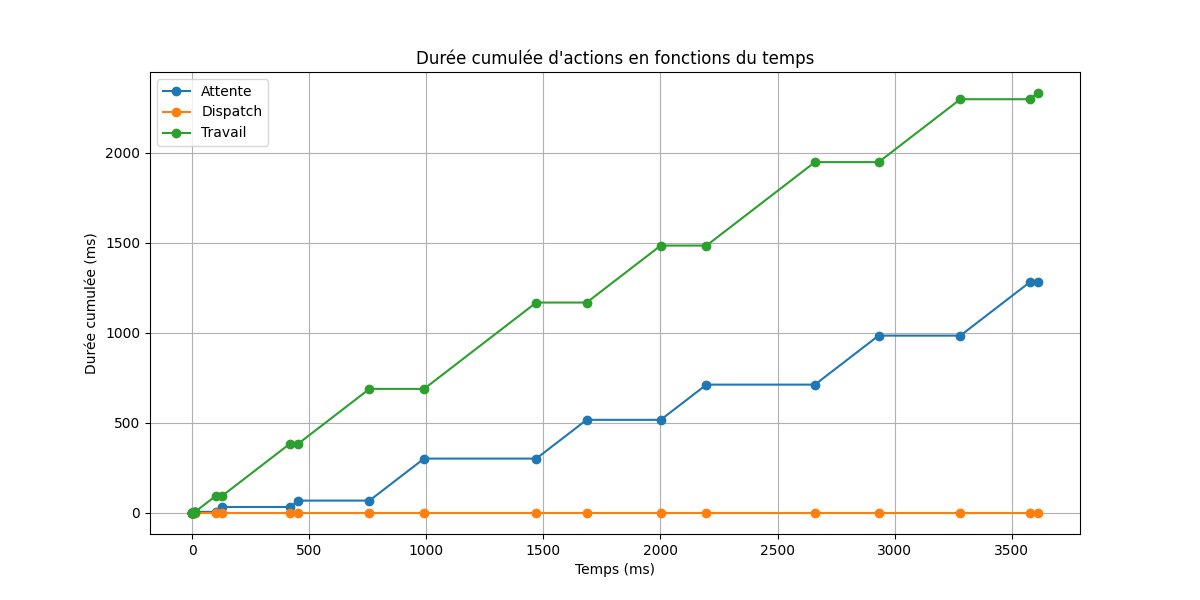 Durée cumulée d'actions en fonctions du temps
Attente
Dispatch
Travail
Durée cumulée (ms)
2000
1500
1000
500
0
0 500 1000 1500 2000 2500 3000 3500
Temps (ms)